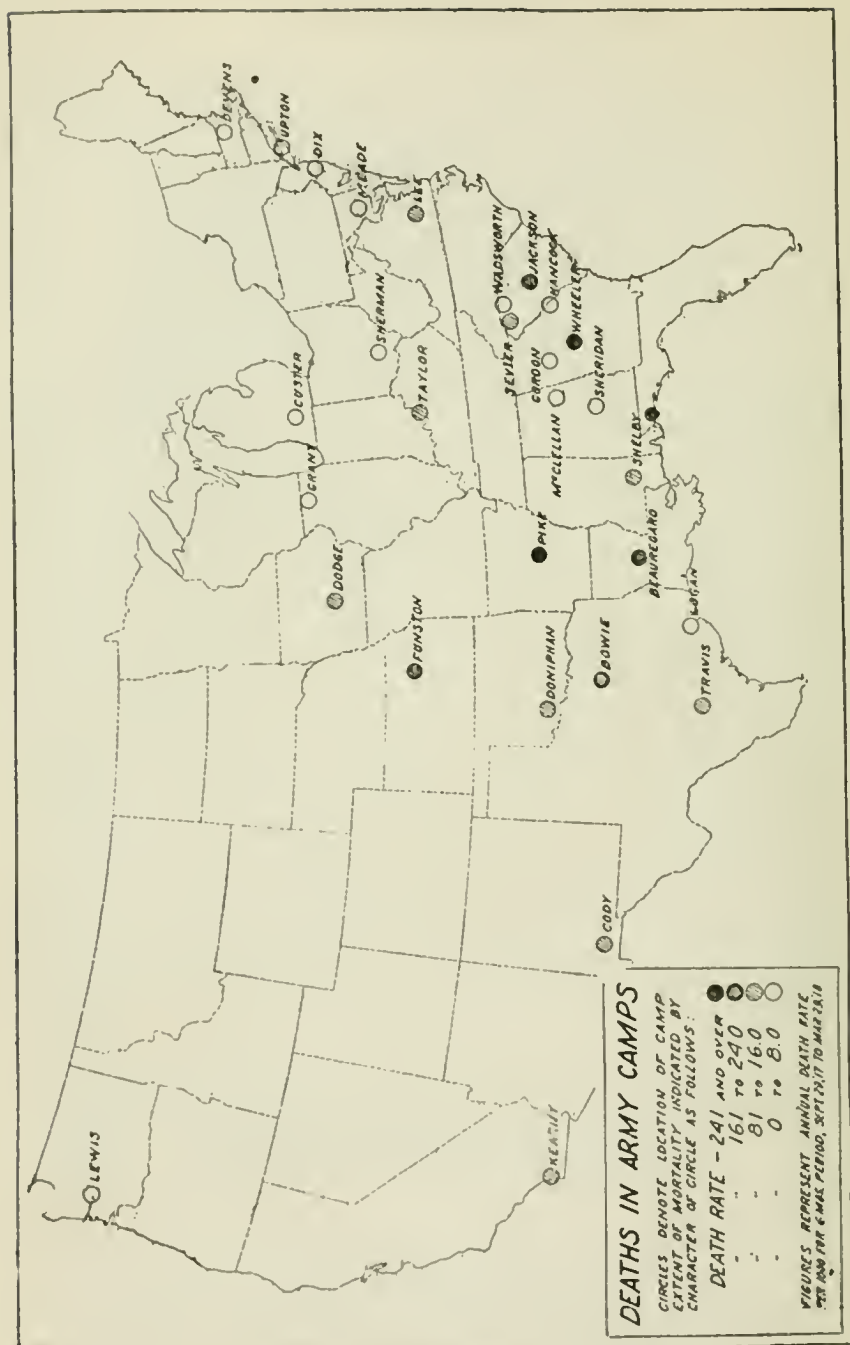 DEATHS IN ARMY CAMPS
CIRCLES DENOTE LOCATION OF CAMP
EXTENT OF MORTALITY INDICATED BY
CHARACTER OF CIRCLE AS FOLLOWS:
DEATH RATE - 241 AND OVER
" " 161 TO 240
" " 81 TO 16.0
" " 0 TO 8.0
FIGURES REPRESENT ANNUAL DEATH RATE
PER 1000 FOR 6 MOS. PERIOD, SEPT 29,'17 TO MAR 29,'18
LEWIS
KEARNY
CODY
FUNSTON
DODGE
GRANT
CUSTER
SHERMAN
TAYLOR
DEVENS
UPTON
DIX
MEADE
LEE
WADSWORTH
SEVIER
JACKSON
HANCOCK
GORDON
WHEELER
McCLELLAN
SHERIDAN
SHELBY
PIKE
BEAUREGARD
DONIPHAN
BOWIE
LOGAN
TRAVIS